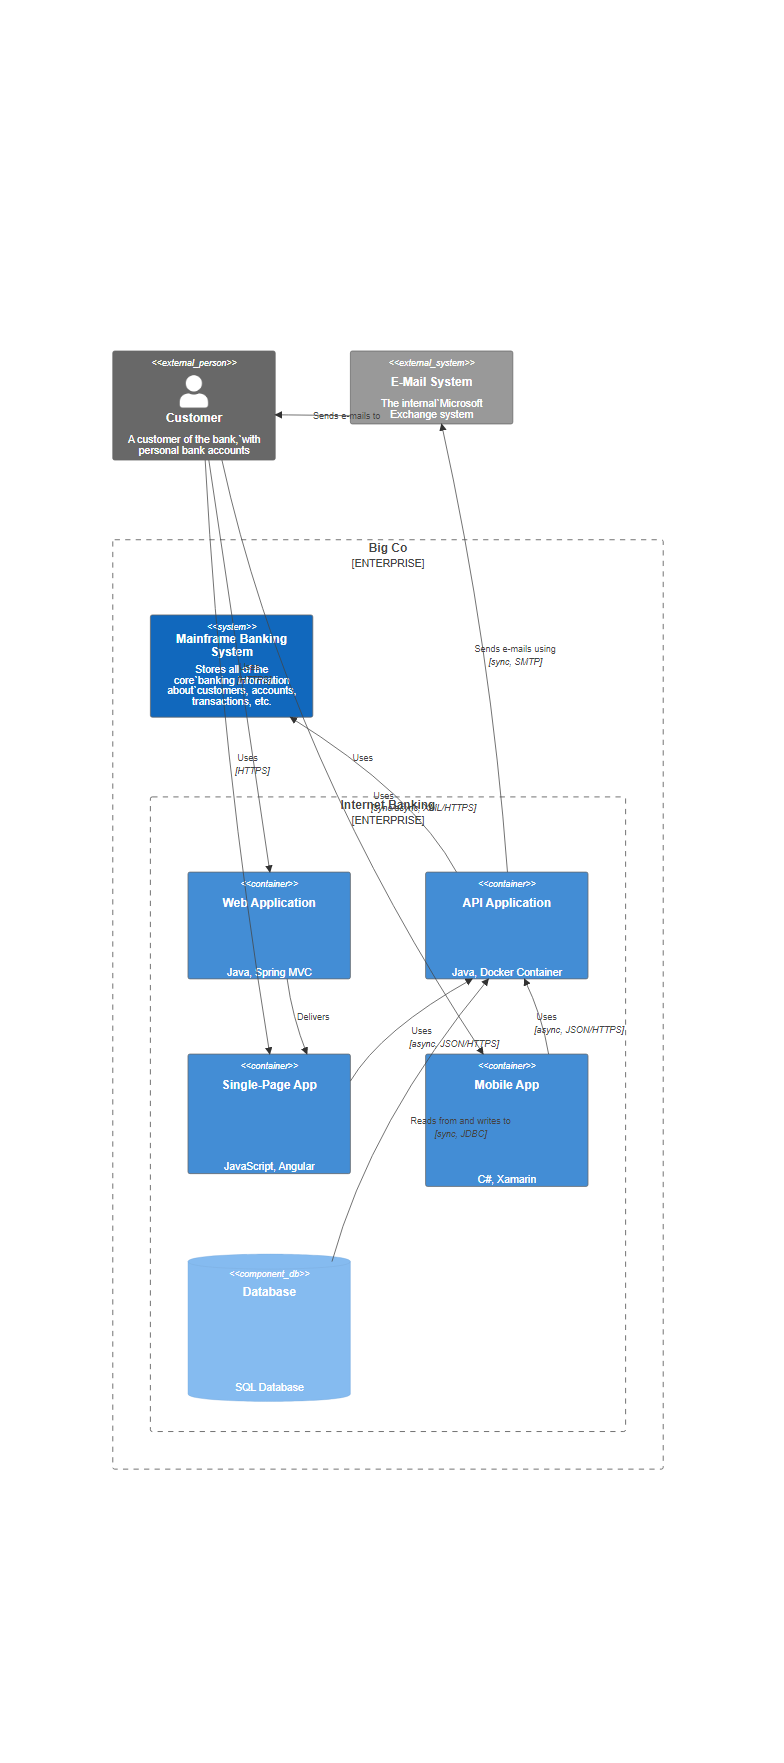 <<external_person>>
Customer
A customer of the bank,`with
personal bank accounts
<<external_system>>
E-Mail System
The internal`Microsoft
Exchange system
Sends e-mails to
Big Co
[ENTERPRISE]
<<system>>
Mainframe Banking
System
Stores all of the
core`banking information
about`customers, accounts,
transactions, etc.
Sends e-mails using
[sync, SMTP]
Uses
[HTTPS]
Uses
Uses
[sync/async, XML/HTTPS]
Internet Banking
[ENTERPRISE]
<<container>>
Web Application
Java, Spring MVC
<<container>>
API Application
Java, Docker Container
Delivers
Uses
[async, JSON/HTTPS]
Uses
[async, JSON/HTTPS]
<<container>>
Single-Page App
JavaScript, Angular
<<container>>
Mobile App
Reads from and writes to
[sync, JDBC]
C#, Xamarin
<<component_db>>
Database
SQL Database